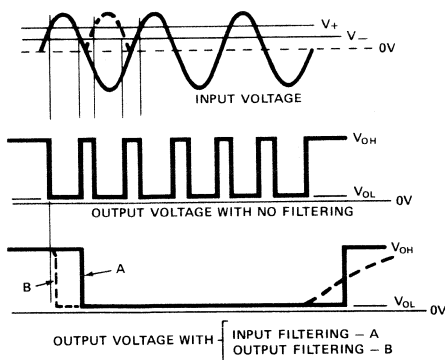 V+
V−
0V
INPUT VOLTAGE
VOH
VOL
0V
OUTPUT VOLTAGE WITH NO FILTERING
VOH
B
A
VOL
0V
OUTPUT VOLTAGE WITH { INPUT FILTERING – A
OUTPUT FILTERING – B